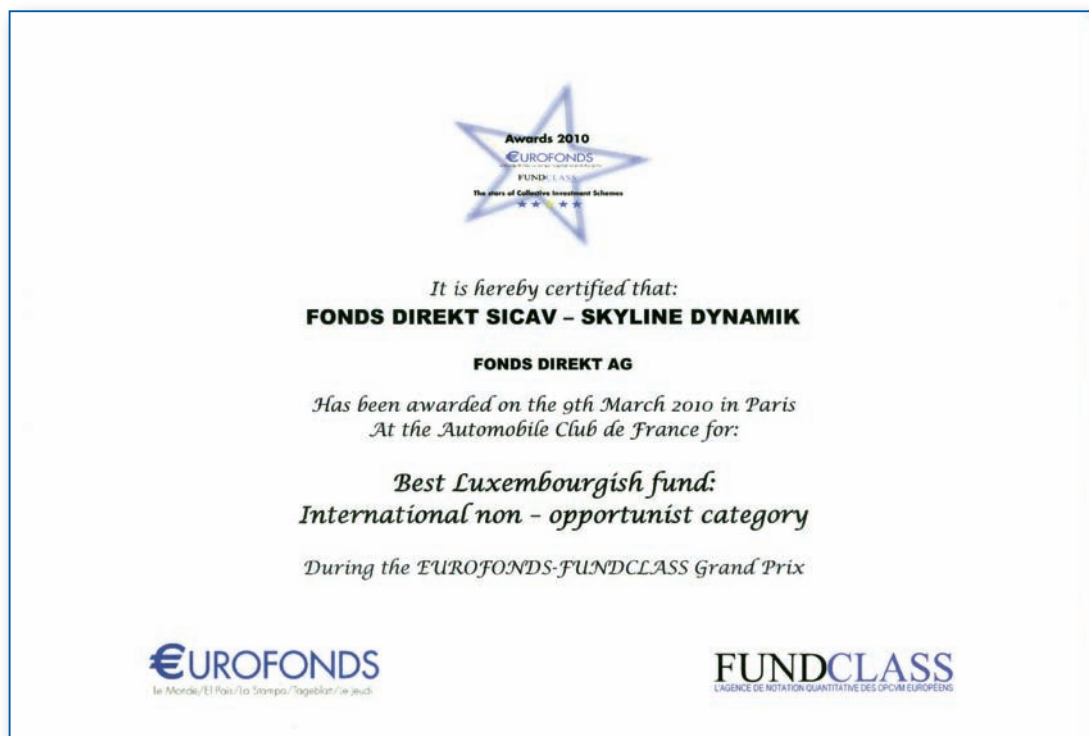 Awards 2010
€UROFONDS
FUNDCLASS
The stars of Collective Investment Schemes
It is hereby certified that:
FONDS DIREKT SICAV – SKYLINE DYNAMIK
FONDS DIREKT AG
Has been awarded on the 9th March 2010 in Paris
At the Automobile Club de France for:
Best Luxembourgish fund:
International non – opportunist category
During the EUROFONDS-FUNDCLASS Grand Prix
€UROFONDS
Le Monde/El País/La Stampa/Tageblatt/Le Jeudi
FUNDCLASS
L'AGENCE DE NOTATION QUANTITATIVE DES OPCVM EUROPÉENS